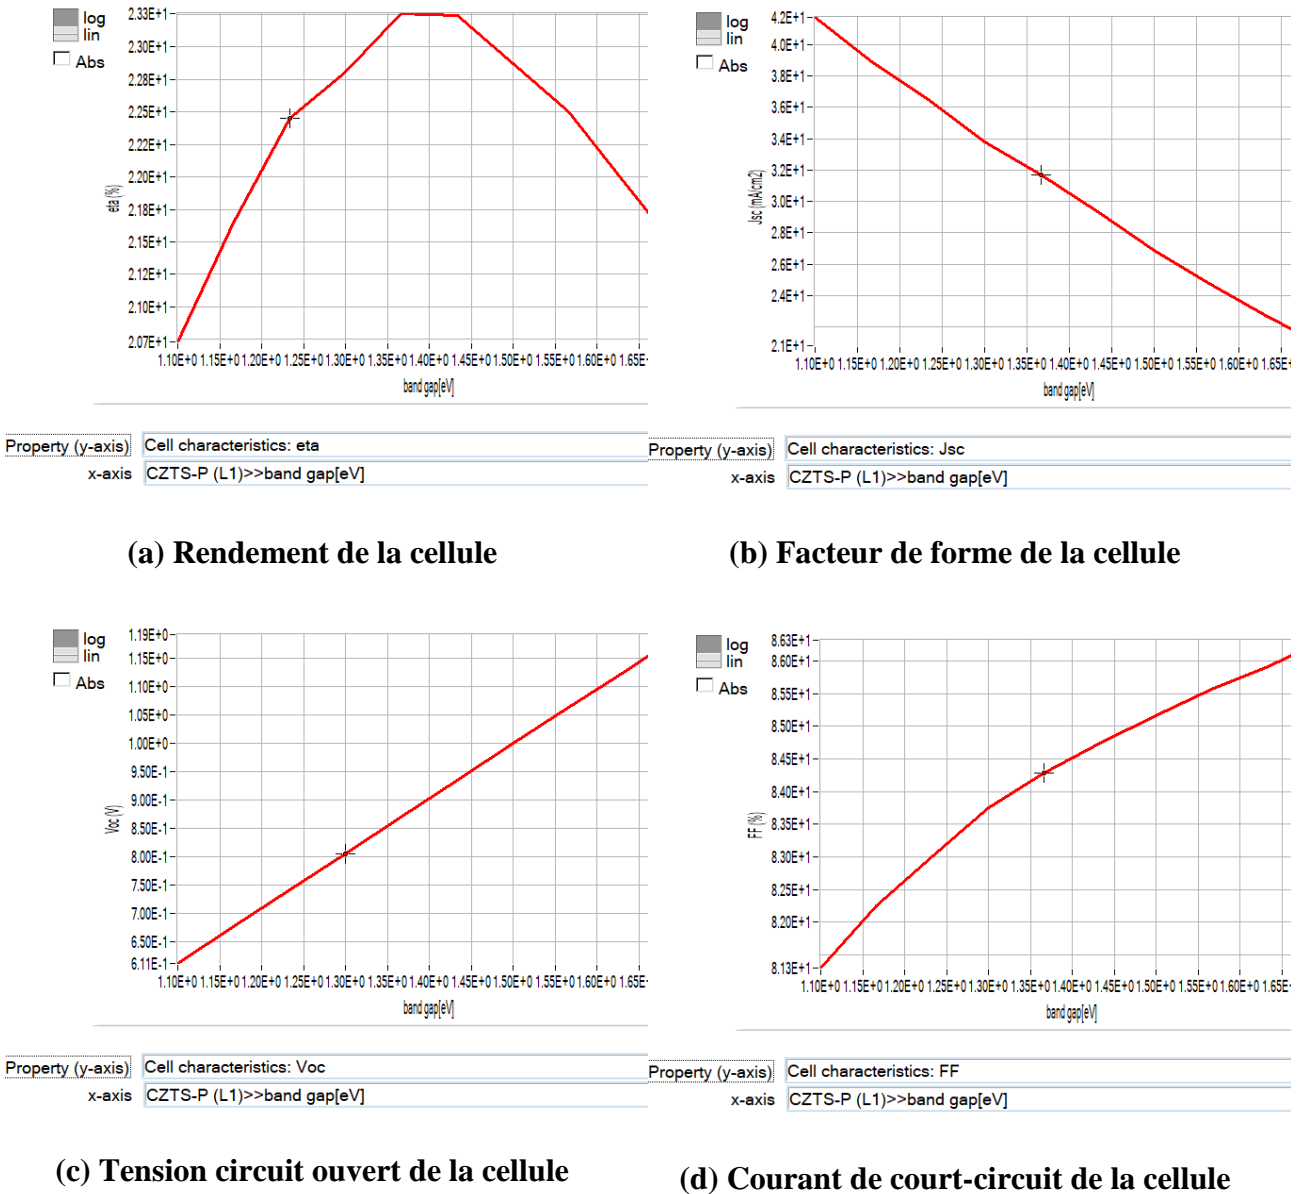 log
lin
Abs
2.33E+1
2.30E+1
2.28E+1
2.25E+1
2.22E+1
2.20E+1
2.18E+1
2.15E+1
2.12E+1
2.10E+1
2.07E+1
eta (%)
1.10E+0 1.15E+0 1.20E+0 1.25E+0 1.30E+0 1.35E+0 1.40E+0 1.45E+0 1.50E+0 1.55E+0 1.60E+0 1.65E-
band gap[eV]
Property (y-axis) Cell characteristics: eta
x-axis CZTS-P (L1)>>band gap[eV]
(a) Rendement de la cellule
log
lin
Abs
4.2E+1
4.0E+1
3.8E+1
3.6E+1
3.4E+1
3.2E+1
3.0E+1
2.8E+1
2.6E+1
2.4E+1
2.1E+1
Jsc (mA/cm2)
1.10E+0 1.15E+0 1.20E+0 1.25E+0 1.30E+0 1.35E+0 1.40E+0 1.45E+0 1.50E+0 1.55E+0 1.60E+0 1.65E
band gap[eV]
Property (y-axis) Cell characteristics: Jsc
x-axis CZTS-P (L1)>>band gap[eV]
(b) Facteur de forme de la cellule
log
lin
Abs
1.19E+0
1.15E+0
1.10E+0
1.05E+0
1.00E+0
9.50E-1
9.00E-1
8.50E-1
8.00E-1
7.50E-1
7.00E-1
6.50E-1
6.11E-1
Voc (V)
1.10E+0 1.15E+0 1.20E+0 1.25E+0 1.30E+0 1.35E+0 1.40E+0 1.45E+0 1.50E+0 1.55E+0 1.60E+0 1.65E-
band gap[eV]
Property (y-axis) Cell characteristics: Voc
x-axis CZTS-P (L1)>>band gap[eV]
(c) Tension circuit ouvert de la cellule
log
lin
Abs
8.63E+1
8.60E+1
8.55E+1
8.50E+1
8.45E+1
8.40E+1
8.35E+1
8.30E+1
8.25E+1
8.20E+1
8.13E+1
FF (%)
1.10E+0 1.15E+0 1.20E+0 1.25E+0 1.30E+0 1.35E+0 1.40E+0 1.45E+0 1.50E+0 1.55E+0 1.60E+0 1.65E-
band gap[eV]
Property (y-axis) Cell characteristics: FF
x-axis CZTS-P (L1)>>band gap[eV]
(d) Courant de court-circuit de la cellule